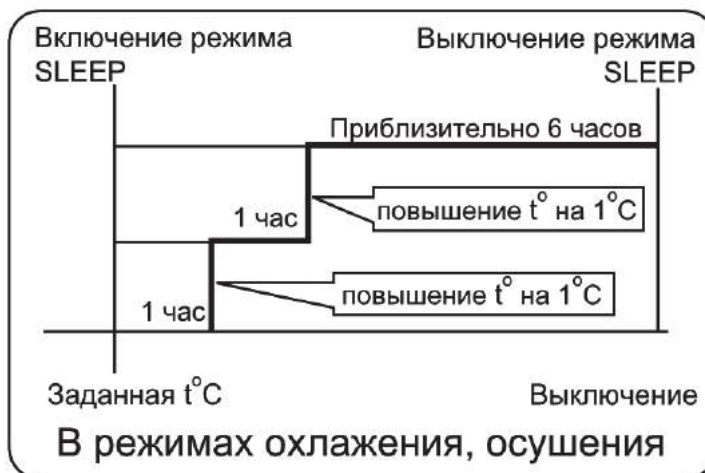 Включение режима
SLEEP
Выключение режима
SLEEP
Приблизительно 6 часов
1 час
повышение t° на 1°C
1 час
повышение t° на 1°C
Заданная t°C
Выключение
В режимах охлажения, осушения